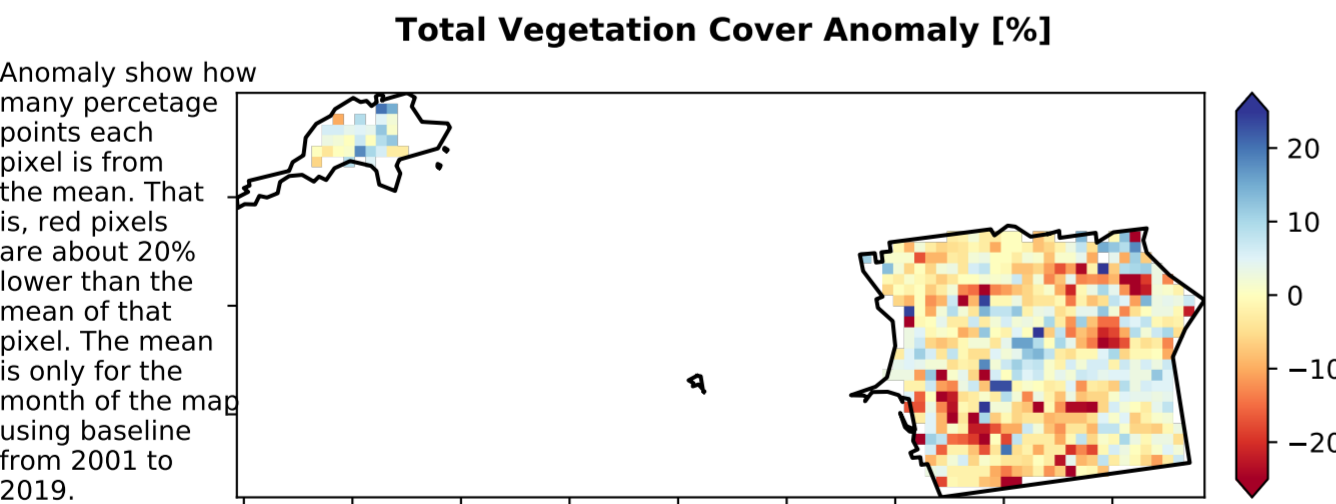 Total Vegetation Cover Anomaly [%]
Anomaly show how
many percetage
points each
pixel is from
the mean. That
is, red pixels
are about 20%
lower than the
mean of that
pixel. The mean
is only for the
month of the map
using baseline
from 2001 to
2019.
20
10
0
−10
−20